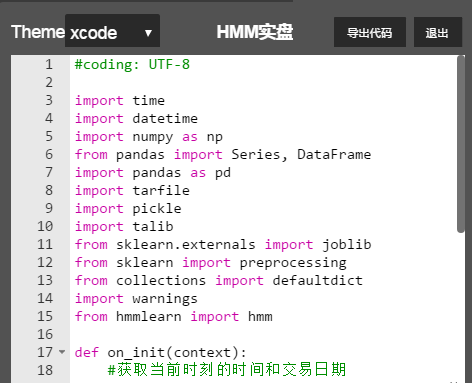 Theme xcode HMM实盘 导出代码 退出
1 #coding: UTF-8
2
3 import time
4 import datetime
5 import numpy as np
6 from pandas import Series, DataFrame
7 import pandas as pd
8 import tarfile
9 import pickle
10 import talib
11 from sklearn.externals import joblib
12 from sklearn import preprocessing
13 from collections import defaultdict
14 import warnings
15 from hmmlearn import hmm
16
17 def on_init(context):
18     #获取当前时刻的时间和交易日期